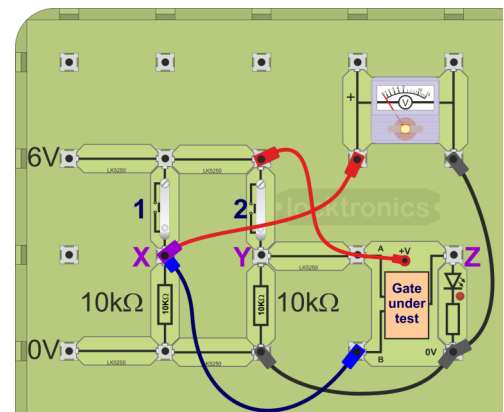 +
V
6V
LK5250
LK5250
1
2
locktronics
X
Y
LK5250
A
+V
Z
10kΩ
10KΩ
10KΩ
10kΩ
Gate
under
test
0V
LK5250
LK5250
B
0V